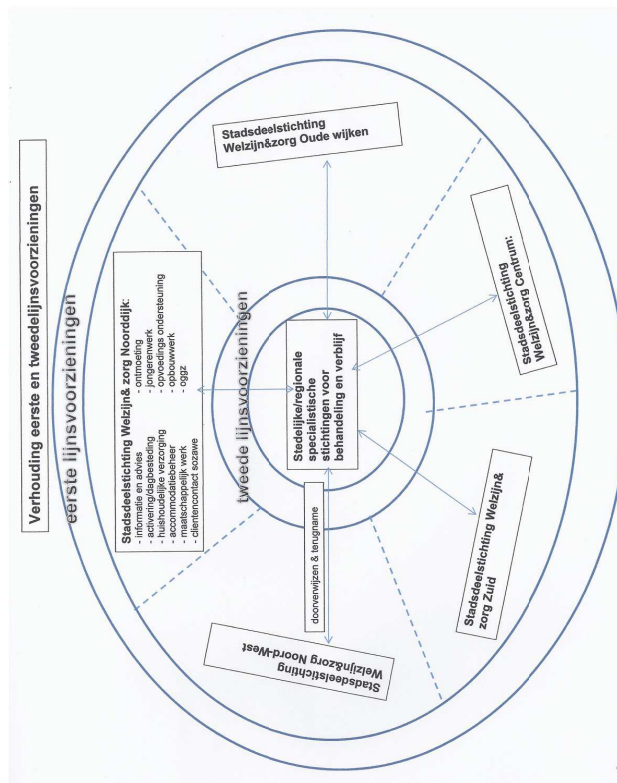 Verhouding eerste en tweedelijnsvoorzieningen
eerste lijnsvoorzieningen
Stadsdeelstichting Welzijn& zorg Noorddijk:
- informatie en advies - ontmoeting
- activering/dagbesteding - jongerenwerk
- huishoudelijke verzorging - opvoedings ondersteuning
- accommodatiebeheer - opbouwwerk
- maatschappelijk werk - oggz
- clientencontact sozawe
Stadsdeelstichting
Welzijn&zorg Oude wijken
tweede lijnsvoorzieningen
Stedelijke/regionale
specialistische
stichtingen voor
behandeling en verblijf
doorverwijzen & terugname
Stadsdeelstichting
Welzijn&zorg Noord-West
Stadsdeelstichting Welzijn&
zorg Zuid
Stadsdeelstichting
Welzijn&zorg Centrum: